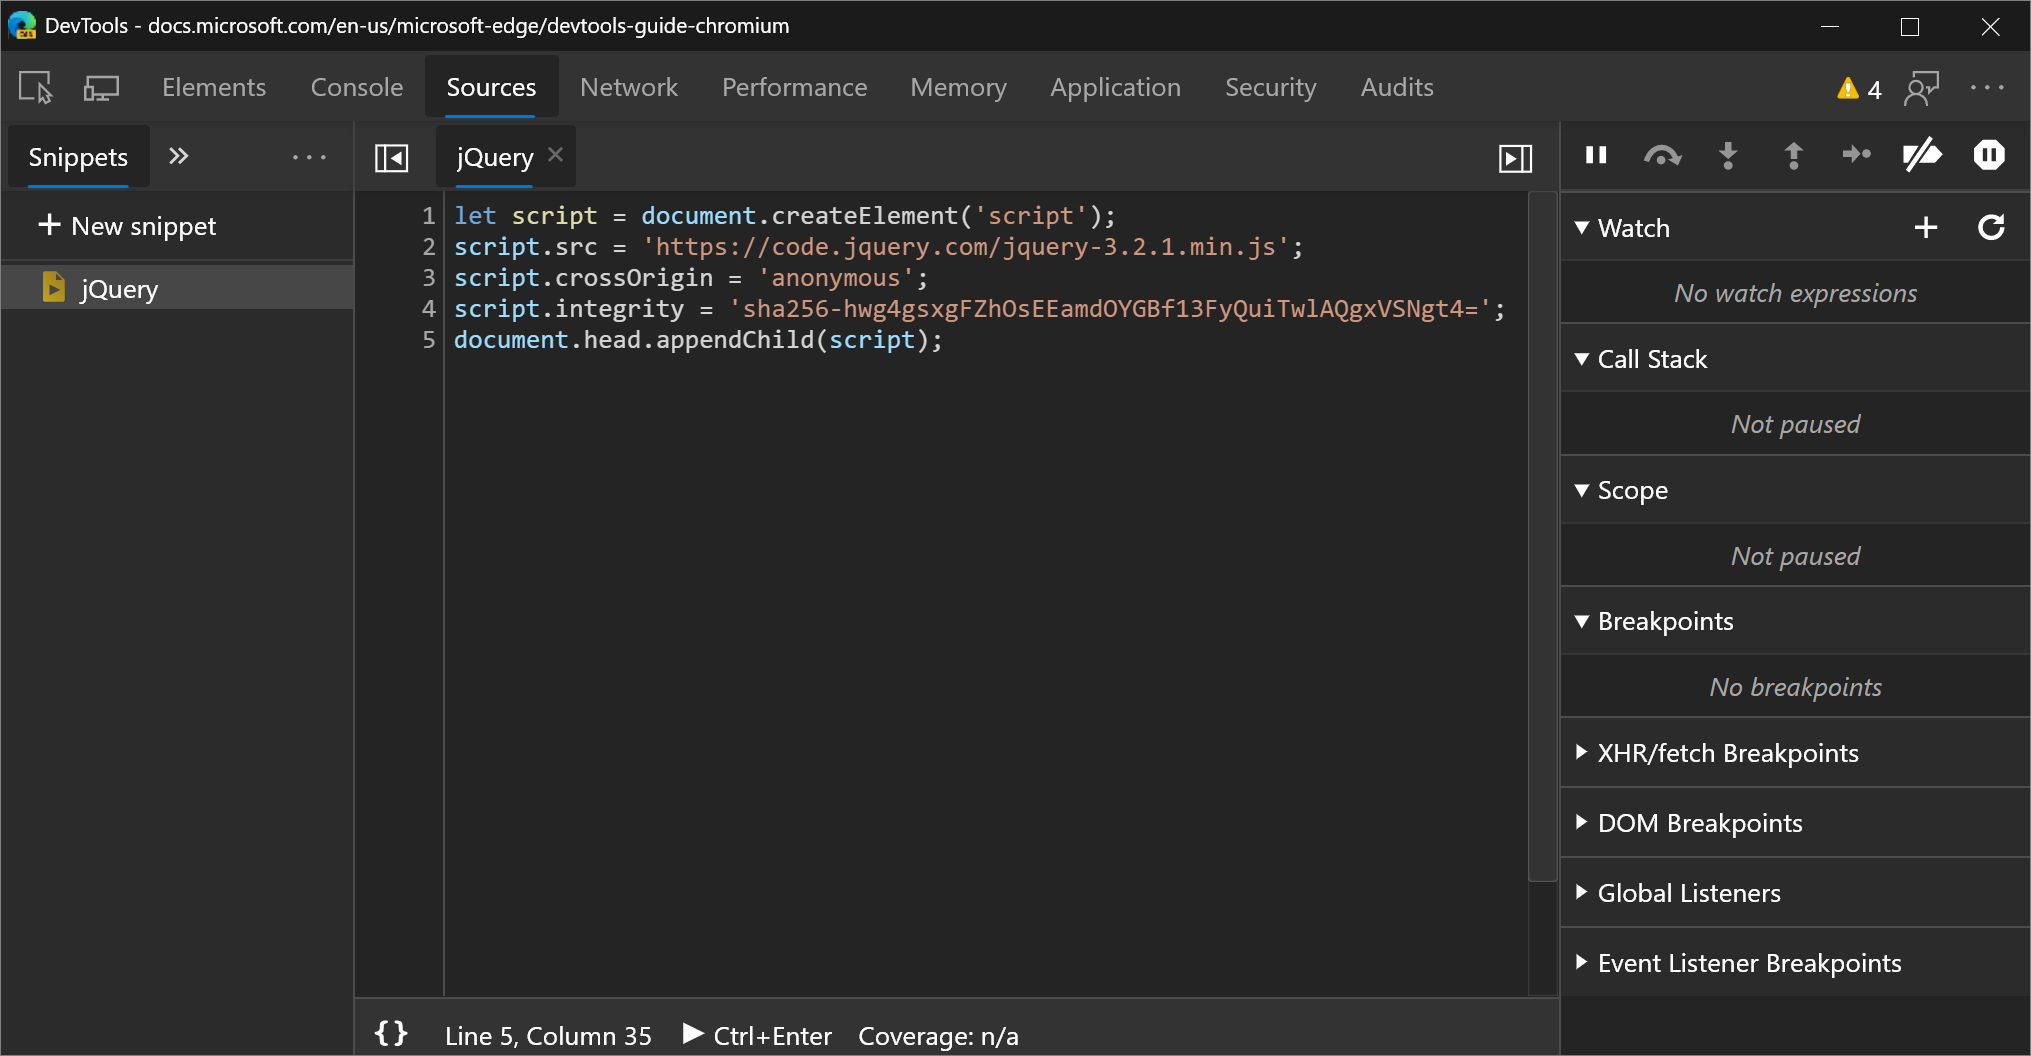 DevTools - docs.microsoft.com/en-us/microsoft-edge/devtools-guide-chromium
Elements Console Sources Network Performance Memory Application Security Audits 4
Snippets
jQuery
+ New snippet
jQuery
1 let script = document.createElement('script');
2 script.src = 'https://code.jquery.com/jquery-3.2.1.min.js';
3 script.crossOrigin = 'anonymous';
4 script.integrity = 'sha256-hwg4gsxgFZhOsEEamdOYGBf13FyQuiTwlAQgxVSNgt4=';
5 document.head.appendChild(script);
{} Line 5, Column 35 Ctrl+Enter Coverage: n/a
Watch
No watch expressions
Call Stack
Not paused
Scope
Not paused
Breakpoints
No breakpoints
XHR/fetch Breakpoints
DOM Breakpoints
Global Listeners
Event Listener Breakpoints